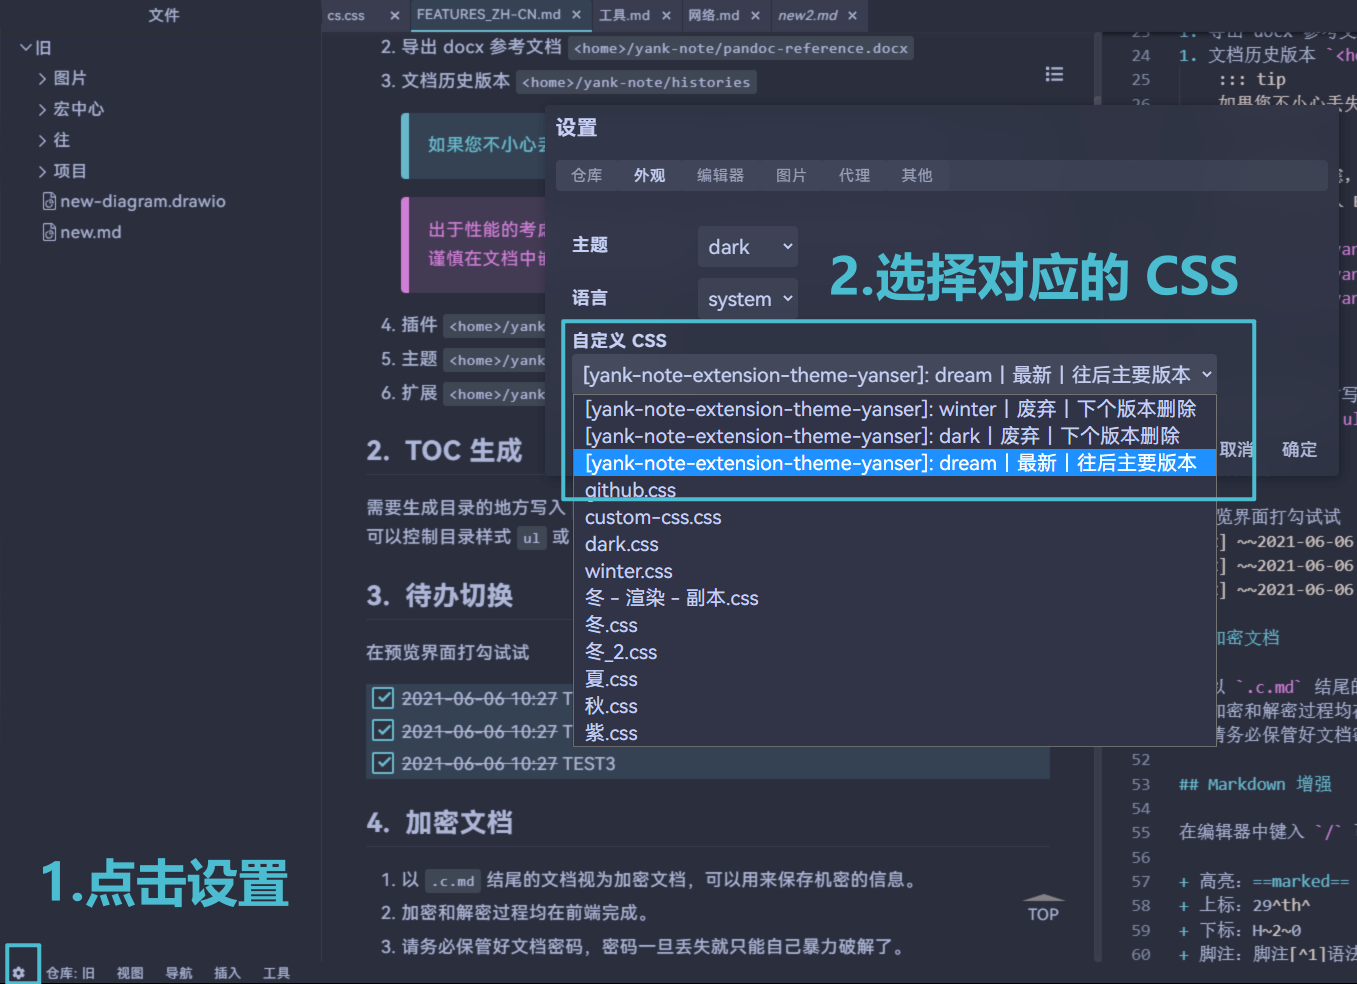 文件
旧
图片
宏中心
往
项目
new-diagram.drawio
new.md
cs.css
FEATURES_ZH-CN.md
工具.md
网络.md
new2.md
2. 导出 docx 参考文档 <home>/yank-note/pandoc-reference.docx
3. 文档历史版本 <home>/yank-note/histories
如果您不小心
出于性能的考
谨慎在文档中
4. 插件 <home>/yank
5. 主题 <home>/yank
6. 扩展 <home>/yank
2. TOC 生成
需要生成目录的地方写入
可以控制目录样式 ul 或
3. 待办切换
在预览界面打勾试试
2021-06-06 10:27 T
2021-06-06 10:27 T
2021-06-06 10:27 TEST3
4. 加密文档
1. 以 .c.md 结尾的文档视为加密文档，可以用来保存机密的信息。
2. 加密和解密过程均在前端完成。
3. 请务必保管好文档密码，密码一旦丢失就只能自己暴力破解了。
TOP
设置
仓库 外观 编辑器 图片 代理 其他
主题 dark
语言 system
2.选择对应的 CSS
自定义 CSS
[yank-note-extension-theme-yanser]: dream | 最新 | 往后主要版本
[yank-note-extension-theme-yanser]: winter | 废弃 | 下个版本删除
[yank-note-extension-theme-yanser]: dark | 废弃 | 下个版本删除
[yank-note-extension-theme-yanser]: dream | 最新 | 往后主要版本
github.css
custom-css.css
dark.css
winter.css
冬 - 渲染 - 副本.css
冬.css
冬_2.css
夏.css
秋.css
紫.css
取消 确定
24 1. 文档历史版本 `<h
25 ::: tip
26 如果您不小心丢失
览界面打勾试试
] ~~2021-06-06
] ~~2021-06-06
] ~~2021-06-06
加密文档
以 `.c.md` 结尾的
加密和解密过程均在
请务必保管好文档
52
53 ## Markdown 增强
54
55 在编辑器中键入 `/`
56
57 + 高亮：==marked==
58 + 上标：29^th^
59 + 下标：H~2~0
60 + 脚注：脚注[^1]语法
1.点击设置
仓库: 旧 视图 导航 插入 工具